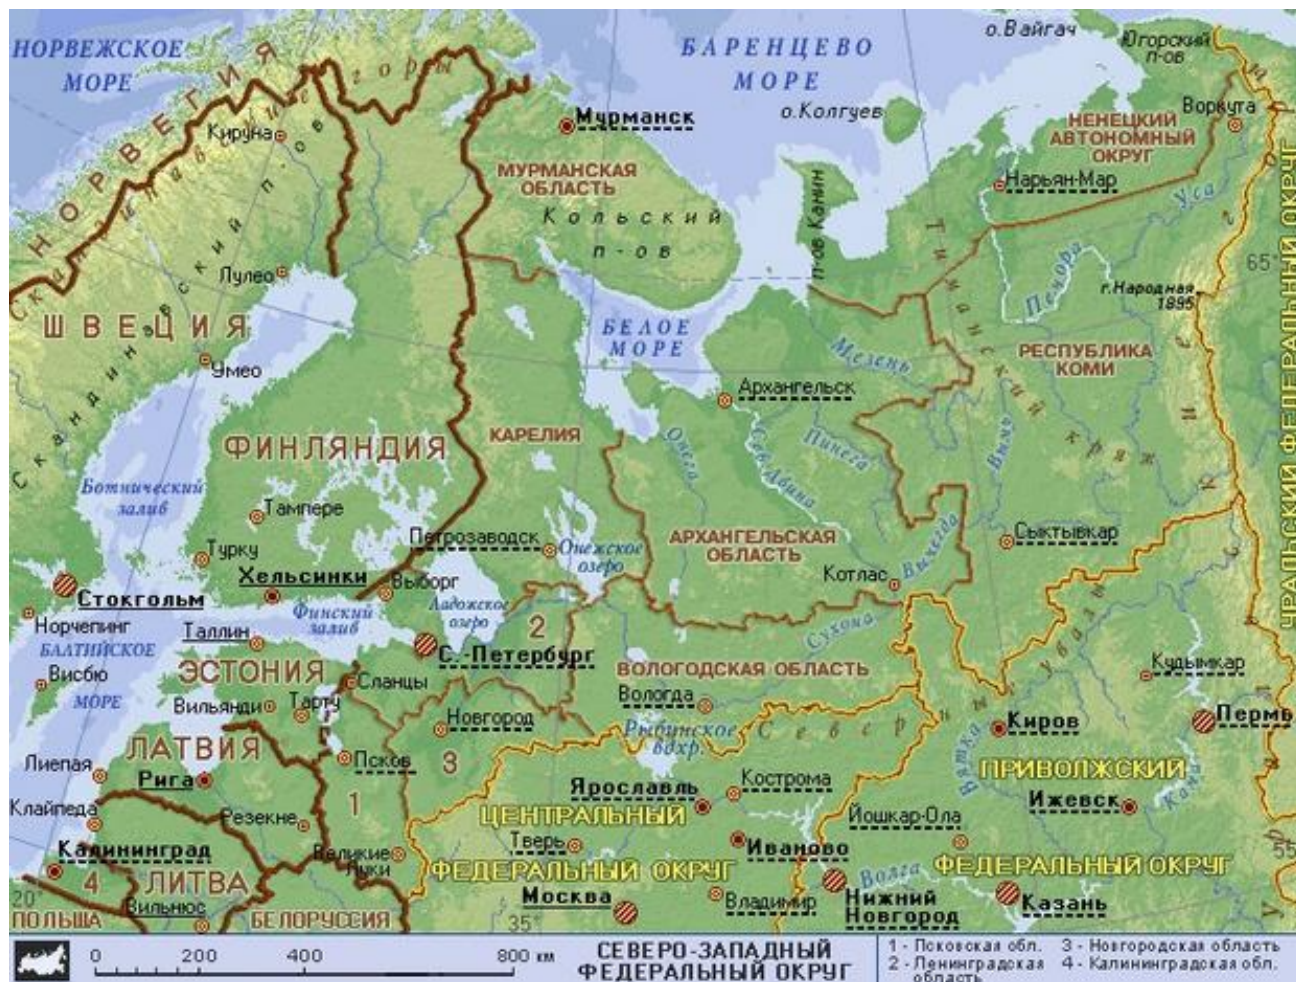 НОРВЕЖСКОЕ
МОРЕ
БАРЕНЦЕВО
МОРЕ
о.Вайгач
Югорский
п-ов
НОРВЕГИЯ
Скандинавские горы
Кируна
Мурманск
о.Колгуев
Воркута
НЕНЕЦКИЙ
АВТОНОМНЫЙ
ОКРУГ
МУРМАНСКАЯ
ОБЛАСТЬ
Нарьян-Мар
Уса
Кольский
п-ов
п-ов Канин
Тиманский кряж
Печора
г.Народная
1895
65°
Лулео
ШВЕЦИЯ
Скандинавский п-ов
Умео
БЕЛОЕ
МОРЕ
Мезень
РЕСПУБЛИКА
КОМИ
Архангельск
ФИНЛЯНДИЯ
КАРЕЛИЯ
Онега
Сев.Двина
Пинега
Вымь
Ботнический
залив
Тампере
Турку
Петрозаводск
Онежское
озеро
АРХАНГЕЛЬСКАЯ
ОБЛАСТЬ
Вычегда
Сыктывкар
Котлас
Хельсинки
Выборг
Ладожское
озеро
Стокгольм
Финский
залив
Норчепинг
Таллин
2
Сухона
БАЛТИЙСКОЕ
МОРЕ
С.-Петербург
Висбю
ЭСТОНИЯ
Сланцы
ВОЛОГОДСКАЯ ОБЛАСТЬ
Кудымкар
Вильянди
Тарту
Вологда
Новгород
Рыбинское
вдхр.
Северные Увалы
Киров
Пермь
ЛАТВИЯ
Псков
3
Лиепая
Рига
Вятка
ПРИВОЛЖСКИЙ
ФЕДЕРАЛЬНЫЙ ОКРУГ
Кама
Ярославль
Кострома
Ижевск
Клайпеда
Резекне
1
ЦЕНТРАЛЬНЫЙ
ФЕДЕРАЛЬНЫЙ ОКРУГ
Йошкар-Ола
Тверь
Иваново
Калининград
Великие
Луки
4
ЛИТВА
Москва
Владимир
Волга
Нижний
Новгород
Казань
55
20°
ПОЛЬША
Вильнюс
БЕЛОРУССИЯ
35°
УРАЛЬСКИЙ ФЕДЕРАЛЬНЫЙ ОКРУГ
0 200 400 800 км
СЕВЕРО-ЗАПАДНЫЙ
ФЕДЕРАЛЬНЫЙ ОКРУГ
1 - Псковская обл.
2 - Ленинградская
область
3 - Новгородская область
4 - Калининградская обл.